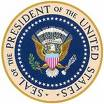 SEAL OF THE PRESIDENT OF THE UNITED STATES